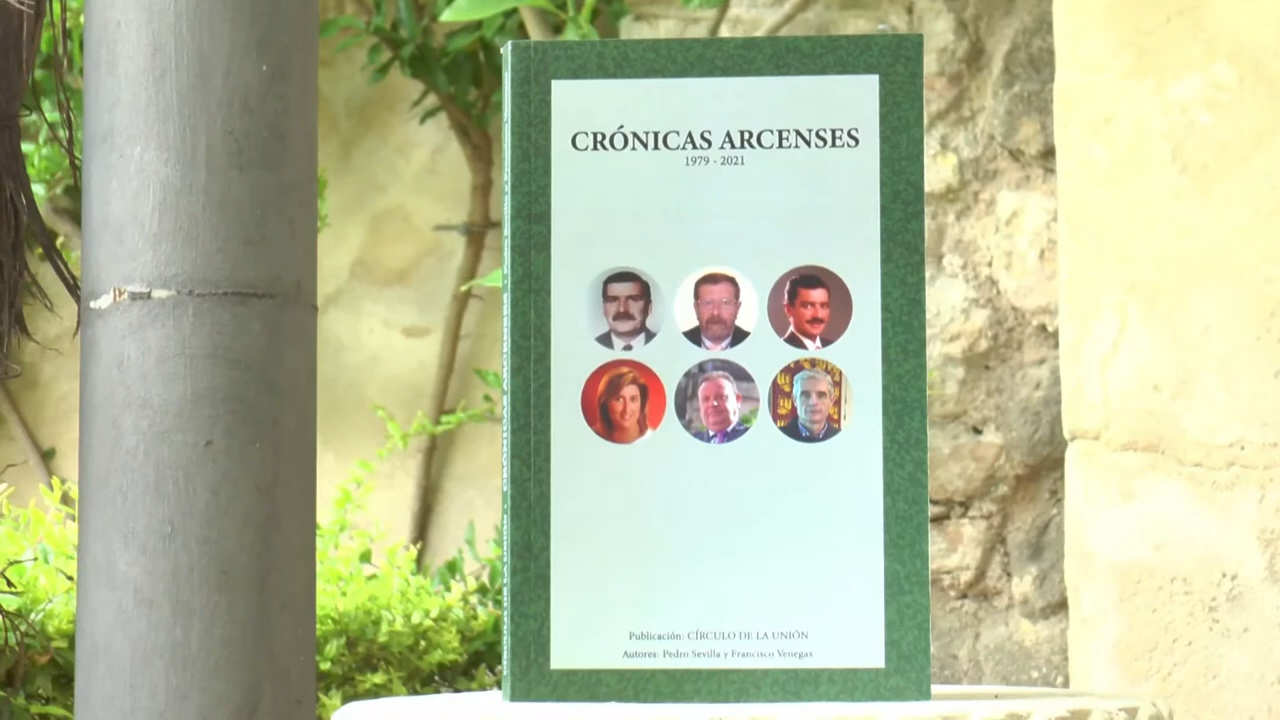 CRÓNICAS ARCENSES
1979 - 2021
Publicación: CÍRCULO DE LA UNIÓN
Autores: Pedro Sevilla y Francisco Venegas